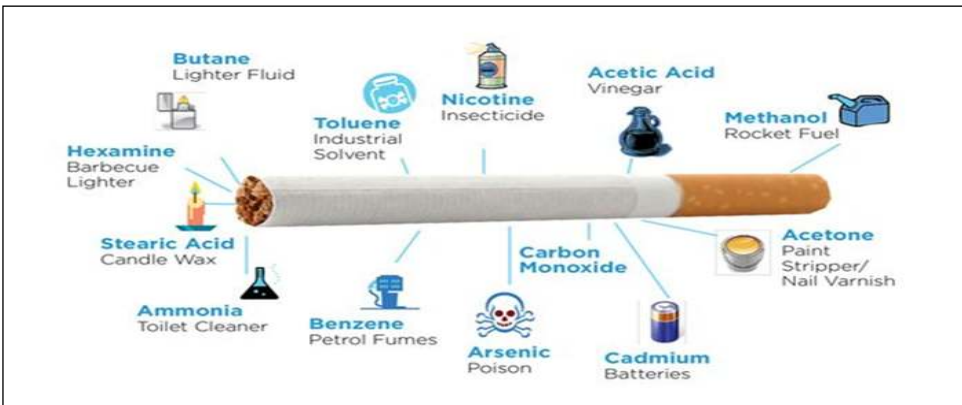 Butane
Lighter Fluid
Hexamine
Barbecue
Lighter
Stearic Acid
Candle Wax
Ammonia
Toilet Cleaner
Toluene
Industrial
Solvent
Nicotine
Insecticide
Acetic Acid
Vinegar
Methanol
Rocket Fuel
Benzene
Petrol Fumes
Arsenic
Poison
Carbon
Monoxide
Cadmium
Batteries
Acetone
Paint
Stripper/
Nail Varnish